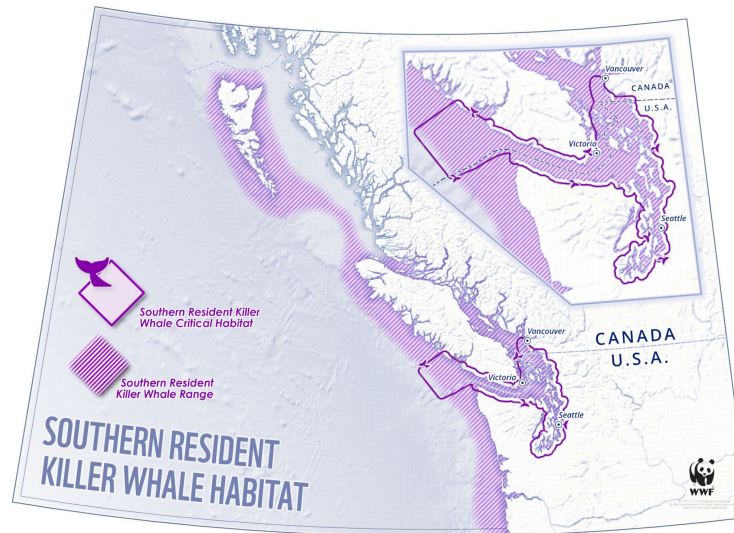 Vancouver
CANADA
U.S.A.
Victoria
Seattle
Southern Resident Killer
Whale Critical Habitat
Southern Resident
Killer Whale Range
Vancouver
CANADA
U.S.A.
Victoria
Seattle
SOUTHERN RESIDENT
KILLER WHALE HABITAT
WWF